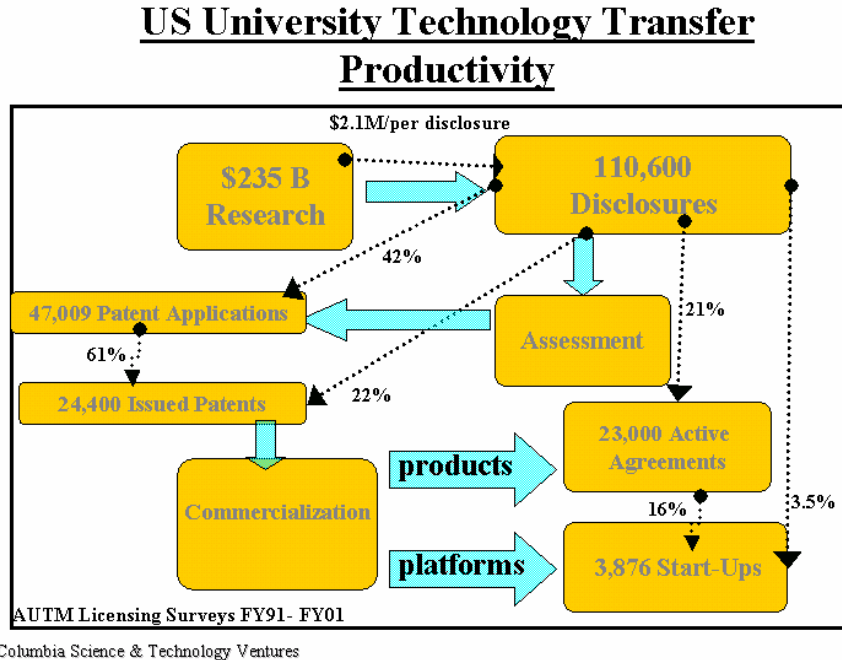 US University Technology Transfer
Productivity
$2.1M/per disclosure
$235 B
Research
110,600
Disclosures
42%
47,009 Patent Applications
Assessment
21%
61%
24,400 Issued Patents
22%
23,000 Active
Agreements
products
Commercialization
16%
3.5%
platforms
3,876 Start-Ups
AUTM Licensing Surveys FY91- FY01
Columbia Science & Technology Ventures